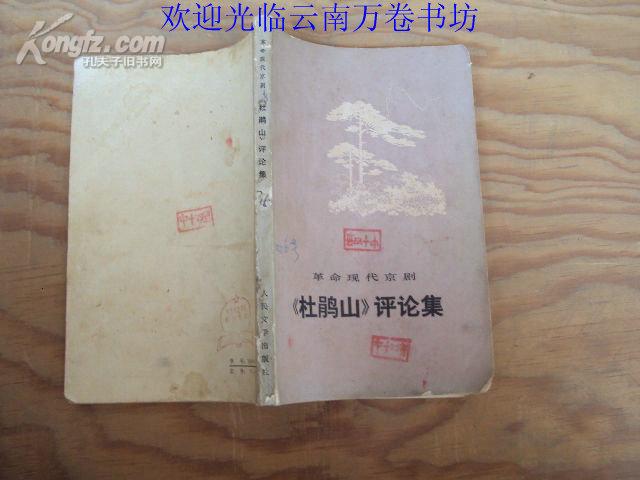 欢迎光临云南万卷书坊
Kongfz.com
孔夫子旧书网
革命现代京剧
《杜鹃山》评论集
人民文学出版社
革命现代京剧
《杜鹃山》评论集